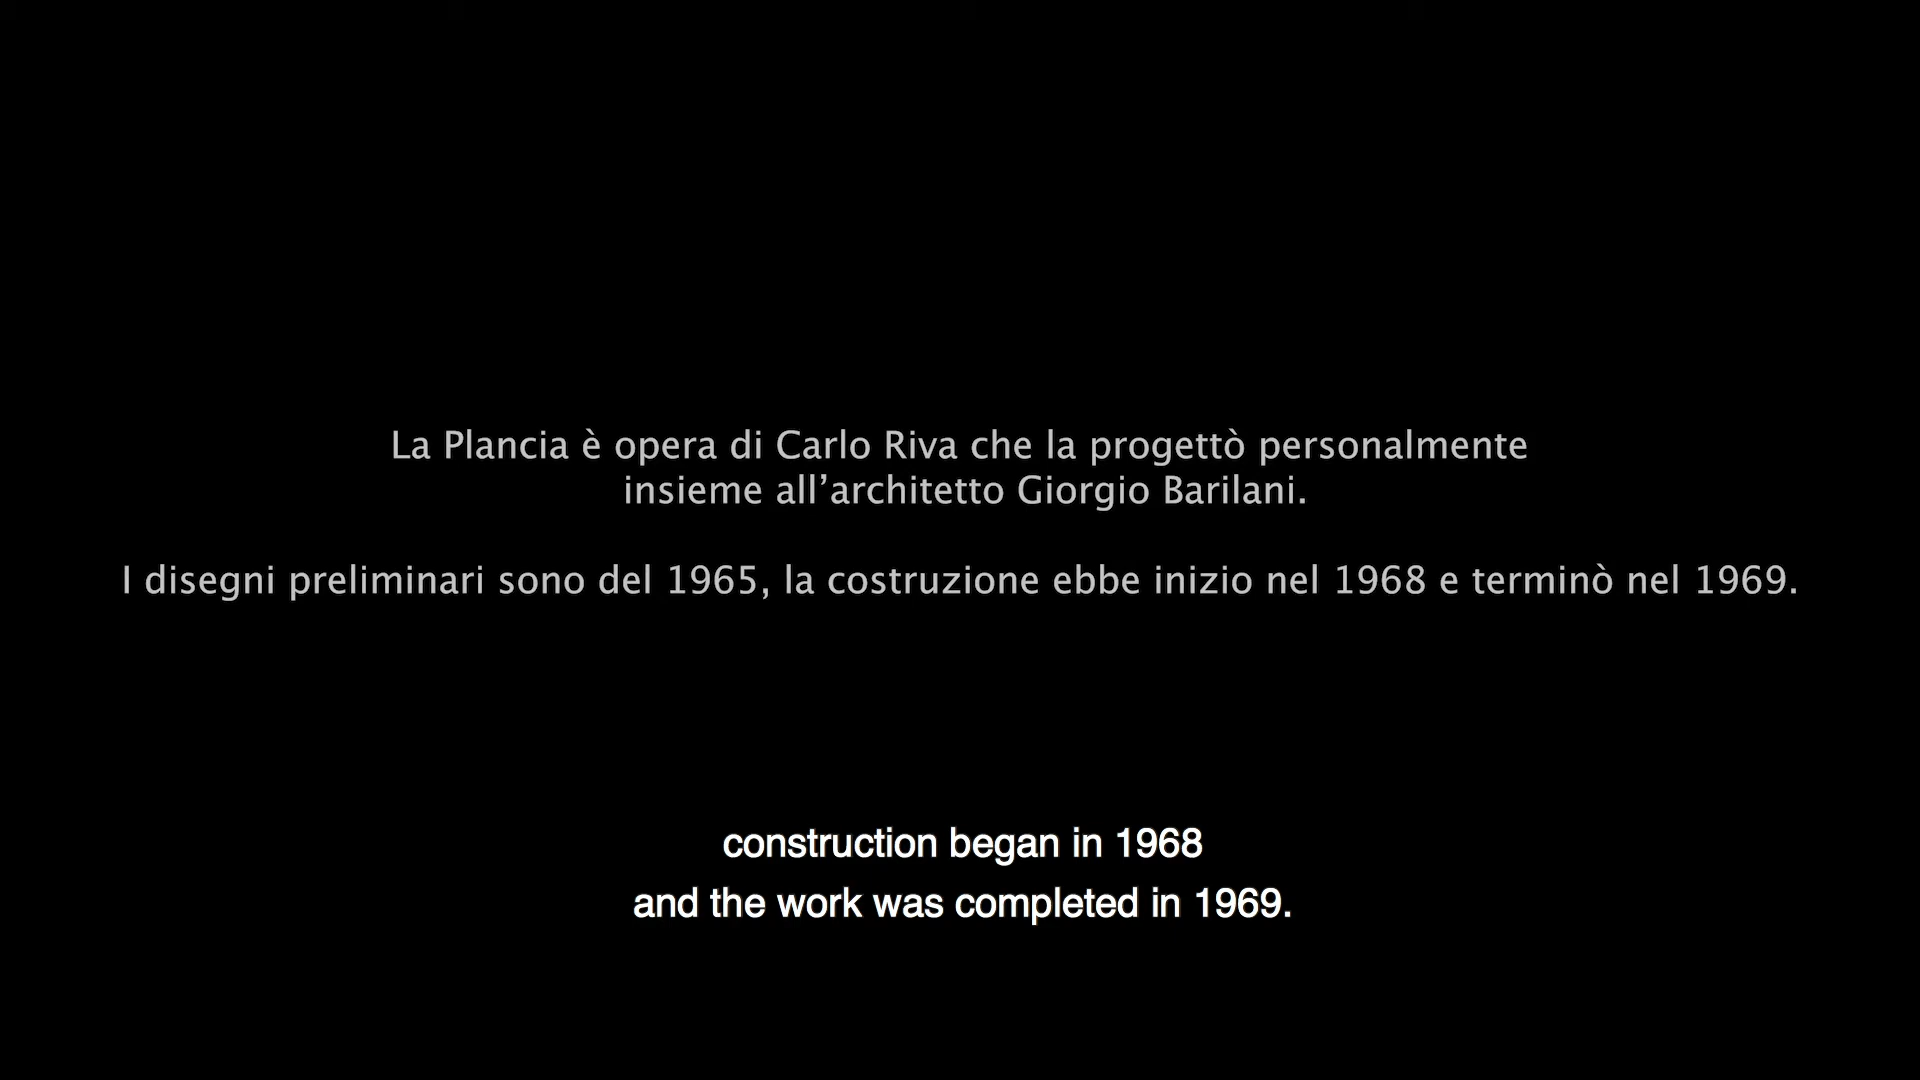 La Plancia è opera di Carlo Riva che la progettò personalmente
insieme all’architetto Giorgio Barilani.
I disegni preliminari sono del 1965, la costruzione ebbe inizio nel 1968 e terminò nel 1969.
construction began in 1968
and the work was completed in 1969.